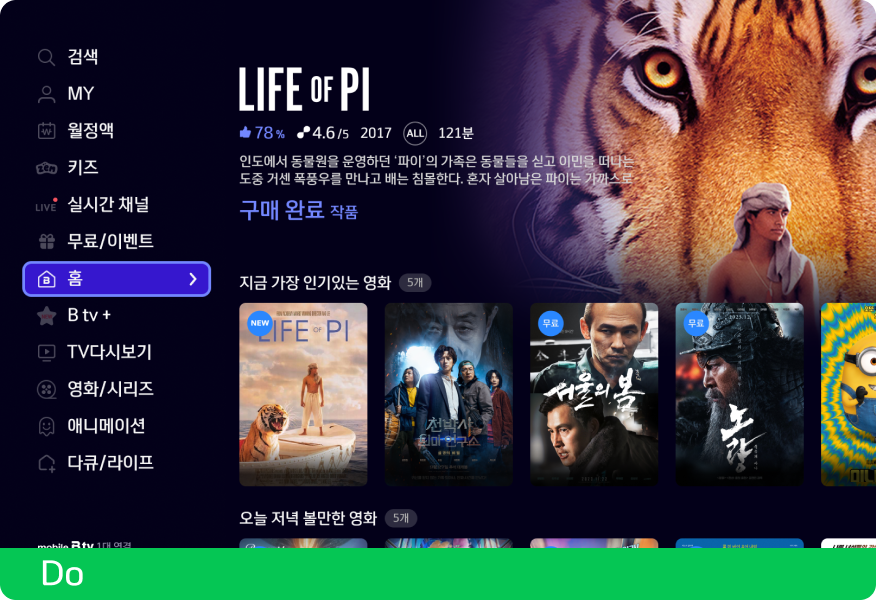 검색
MY
월정액
ZEM
키즈
LIVE
실시간 채널
무료/이벤트
B
홈
B tv +
TV다시보기
영화/시리즈
애니메이션
다큐/라이프
mobile B tv 1대 연결
LIFE OF PI
78% 4.6/5 2017 ALL 121분
인도에서 동물원을 운영하던 ‘파이’의 가족은 동물들을 싣고 이민을 떠나는
도중 거센 폭풍우를 만나고 배는 침몰한다. 혼자 살아남은 파이는 가까스로
구매 완료 작품
지금 가장 인기있는 영화 5개
NEW
LIFE OF PI
천박사
퇴마 연구소
무료
서울의 봄
무료
노량
미니
오늘 저녁 볼만한 영화 5개
Do